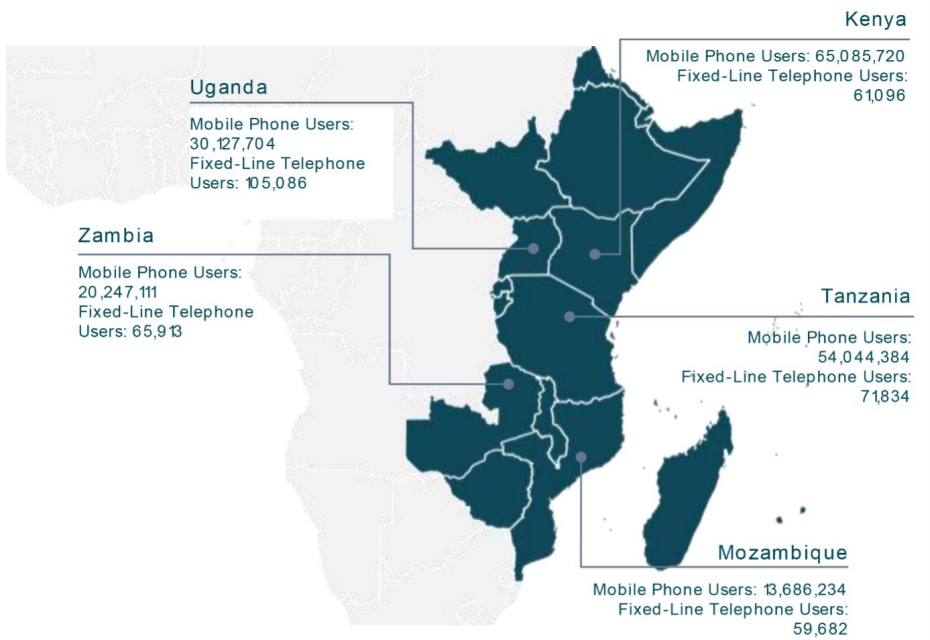 Kenya
Mobile Phone Users: 65,085,720
Fixed-Line Telephone Users:
61,096
Uganda
Mobile Phone Users:
30,127,704
Fixed-Line Telephone
Users: 105,086
Zambia
Mobile Phone Users:
20,247,111
Fixed-Line Telephone
Users: 65,913
Tanzania
Mobile Phone Users:
54,044,384
Fixed-Line Telephone Users:
71,834
Mozambique
Mobile Phone Users: 13,686,234
Fixed-Line Telephone Users:
59,682